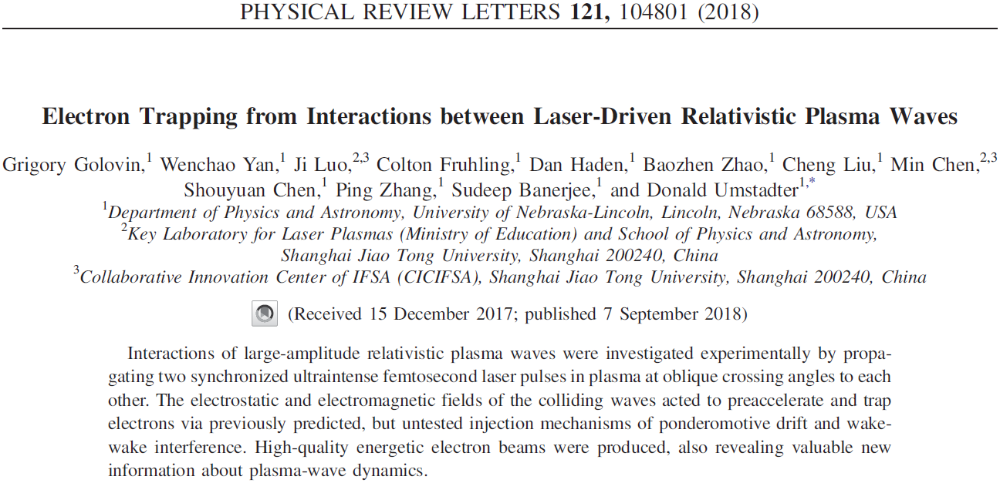 PHYSICAL REVIEW LETTERS 121, 104801 (2018)
Electron Trapping from Interactions between Laser-Driven Relativistic Plasma Waves
Grigory Golovin,1 Wenchao Yan,1 Ji Luo,2,3 Colton Fruhling,1 Dan Haden,1 Baozhen Zhao,1 Cheng Liu,1 Min Chen,2,3
Shouyuan Chen,1 Ping Zhang,1 Sudeep Banerjee,1 and Donald Umstadter1,*
1Department of Physics and Astronomy, University of Nebraska-Lincoln, Lincoln, Nebraska 68588, USA
2Key Laboratory for Laser Plasmas (Ministry of Education) and School of Physics and Astronomy,
Shanghai Jiao Tong University, Shanghai 200240, China
3Collaborative Innovation Center of IFSA (CICIFSA), Shanghai Jiao Tong University, Shanghai 200240, China
(Received 15 December 2017; published 7 September 2018)
Interactions of large-amplitude relativistic plasma waves were investigated experimentally by propa-
gating two synchronized ultraintense femtosecond laser pulses in plasma at oblique crossing angles to each
other. The electrostatic and electromagnetic fields of the colliding waves acted to preaccelerate and trap
electrons via previously predicted, but untested injection mechanisms of ponderomotive drift and wake-
wake interference. High-quality energetic electron beams were produced, also revealing valuable new
information about plasma-wave dynamics.